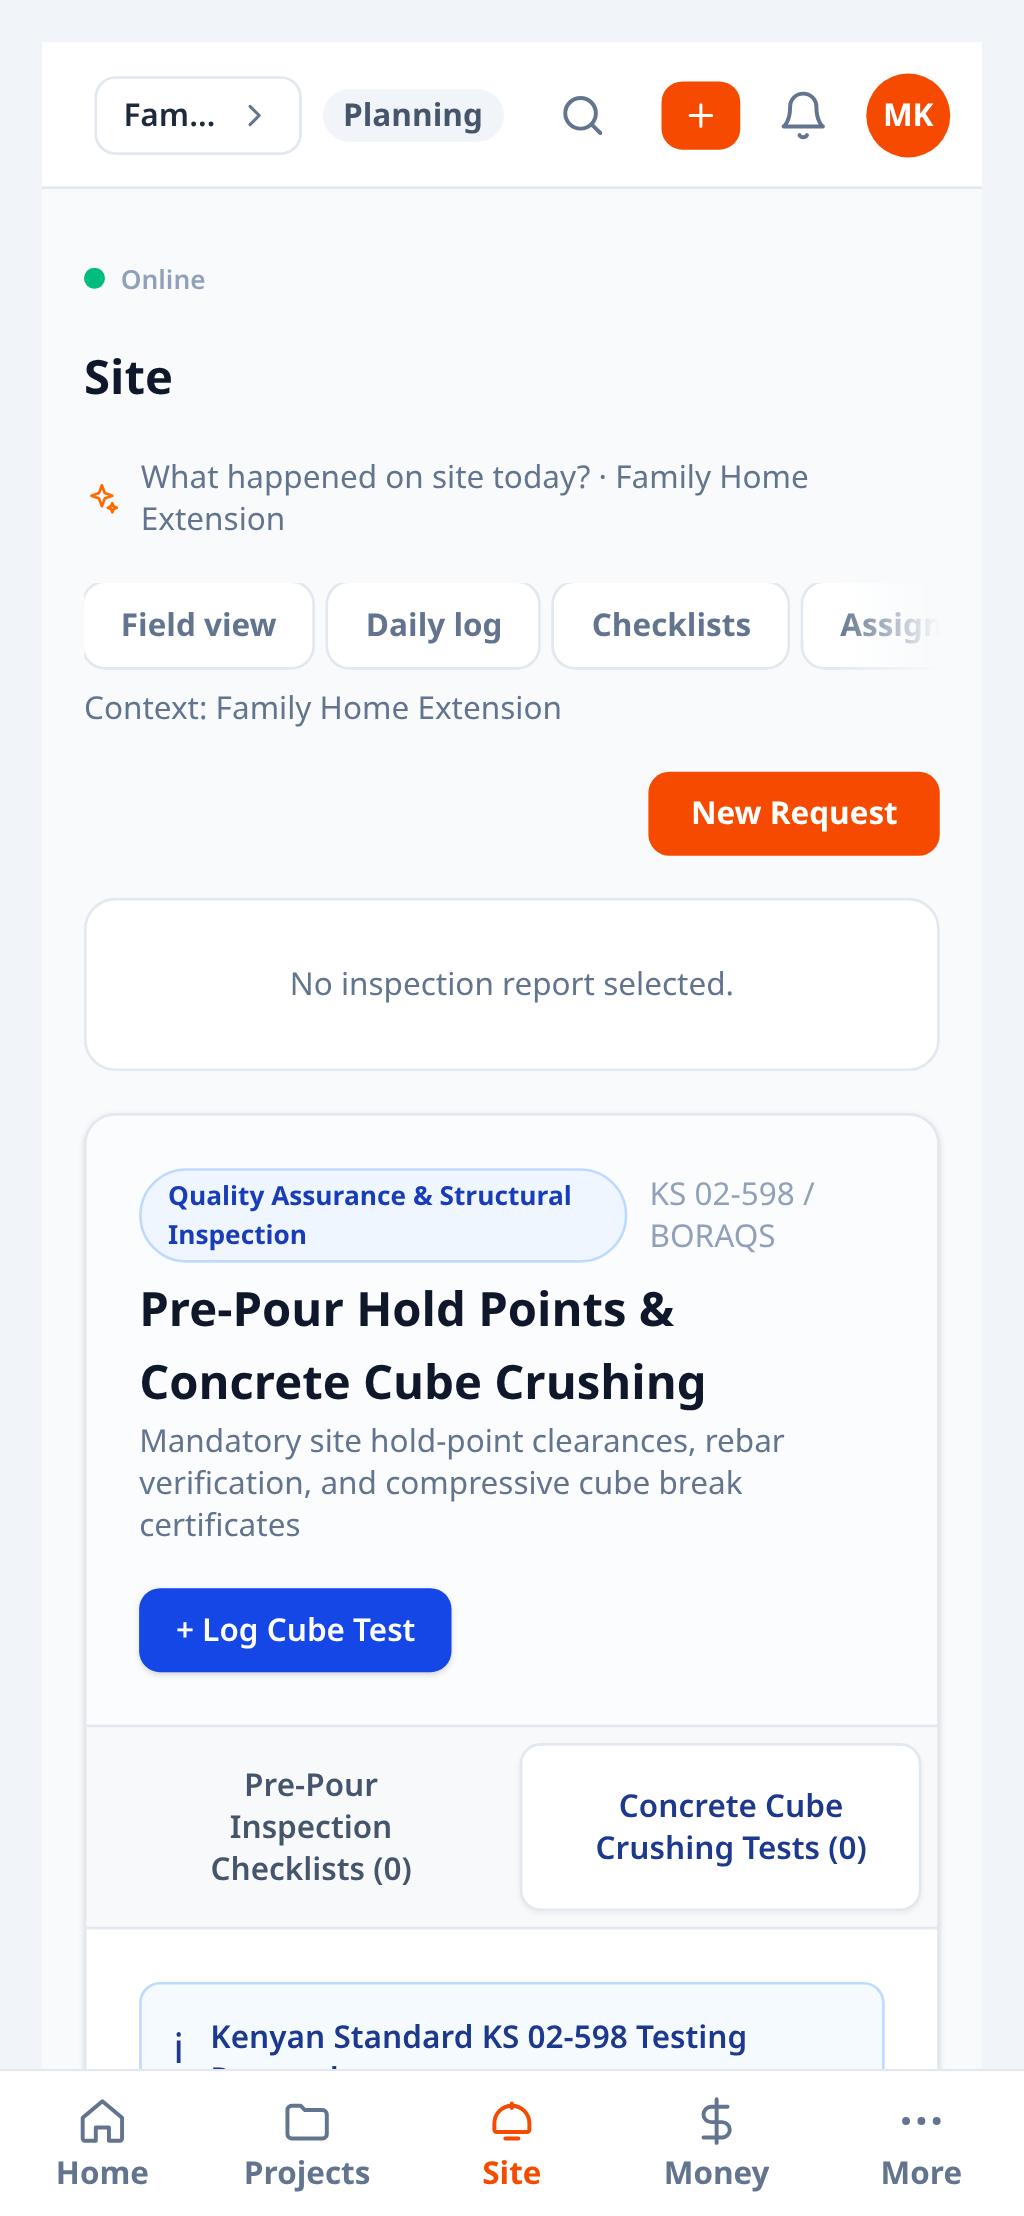 Fam...
Planning
MK
Online
Site
What happened on site today? · Family Home
Extension
Field view
Daily log
Checklists
Assign
Context: Family Home Extension
New Request
No inspection report selected.
Quality Assurance & Structural
Inspection
KS 02-598 /
BORAQS
Pre-Pour Hold Points &
Concrete Cube Crushing
Mandatory site hold-point clearances, rebar
verification, and compressive cube break
certificates
+ Log Cube Test
Pre-Pour
Inspection
Checklists (0)
Concrete Cube
Crushing Tests (0)
i
Kenyan Standard KS 02-598 Testing
Home
Projects
Site
Money
More